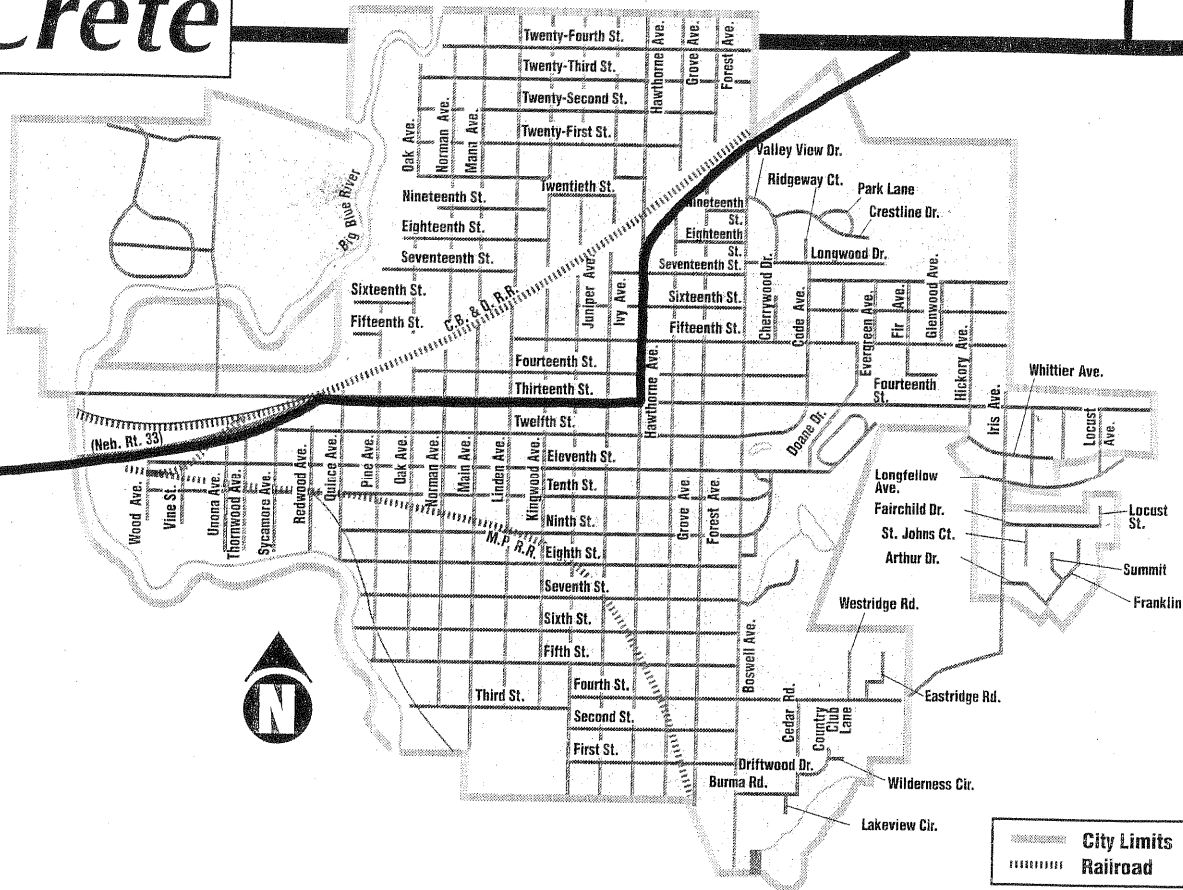 Crete
Twenty-Fourth St.
Twenty-Third St.
Twenty-Second St.
Twenty-First St.
Hawthorne Ave.
Grove Ave.
Forest Ave.
Oak Ave.
Norman Ave.
Mann Ave.
Big Blue River
Twentieth St.
Nineteenth St.
Eighteenth St.
Seventeenth St.
Sixteenth St.
Fifteenth St.
C.B. & Q. R.R.
Juniper Ave.
Ivy Ave.
Valley View Dr.
Ridgeway Ct.
Park Lane
Crestline Dr.
Nineteenth
St.
Eighteenth
St.
Seventeenth St.
Longwood Dr.
Sixteenth St.
Fifteenth St.
Cherrywood Dr.
Evergreen Ave.
Fir Ave.
Glenwood Ave.
Hickory Ave.
Fourteenth St.
Thirteenth St.
Hawthorne Ave.
Fourteenth
St.
Iris Ave.
Whittier Ave.
Locust
Ave.
(Neb. Rt. 33)
Twelfth St.
Doane Dr.
Eleventh St.
Tenth St.
Ninth St.
Eighth St.
Wood Ave.
Vine St.
Unona Ave.
Thornwood Ave.
Sycamore Ave.
Redwood Ave.
Quince Ave.
Pine Ave.
Oak Ave.
Norman Ave.
Main Ave.
Linden Ave.
Kingwood Ave.
Grove Ave.
Forest Ave.
M.P. R.R.
Longfellow
Ave.
Fairchild Dr.
St. Johns Ct.
Arthur Dr.
Locust
St.
Summit
Franklin
Seventh St.
Sixth St.
Fifth St.
Fourth St.
Third St.
Second St.
First St.
Boswell Ave.
Westridge Rd.
Eastridge Rd.
Cedar Rd.
Country
Club
Lane
Driftwood Dr.
Burma Rd.
Wilderness Cir.
Lakeview Cir.
N
City Limits
Railroad